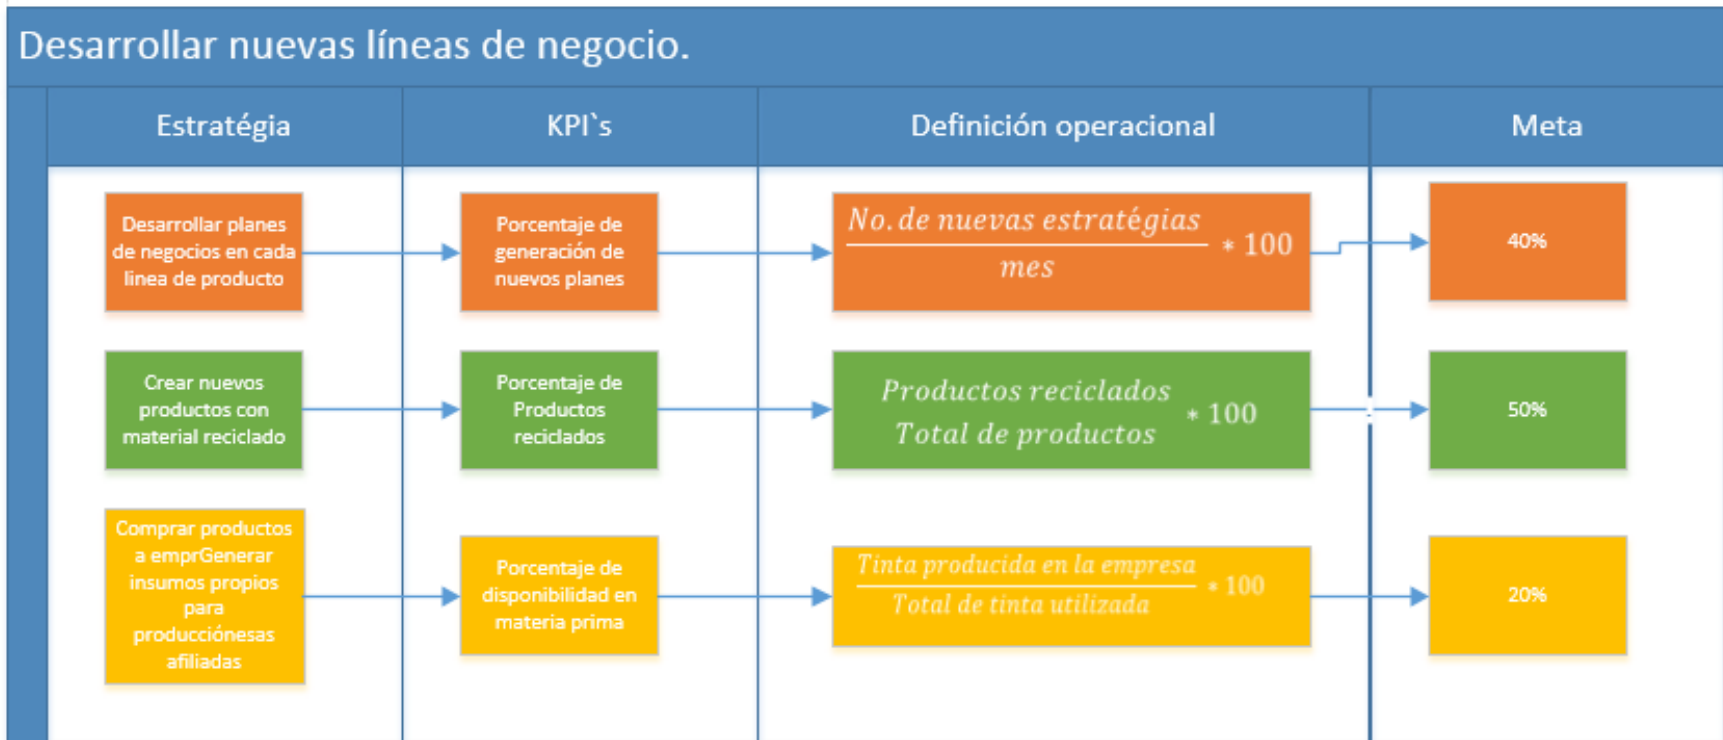 Desarrollar nuevas líneas de negocio.
Estratégia
KPI`s
Definición operacional
Meta
Desarrollar planes
de negocios en cada
linea de producto
Porcentaje de
generación de
nuevos planes
No. de nuevas estratégias
mes
* 100
40%
Crear nuevos
productos con
material reciclado
Porcentaje de
Productos
reciclados
Productos reciclados
Total de productos
* 100
50%
Comprar productos
a emprGenerar
insumos propios
para
producciónesas
afiliadas
Porcentaje de
disponibilidad en
materia prima
Tinta producida en la empresa
Total de tinta utilizada
* 100
20%